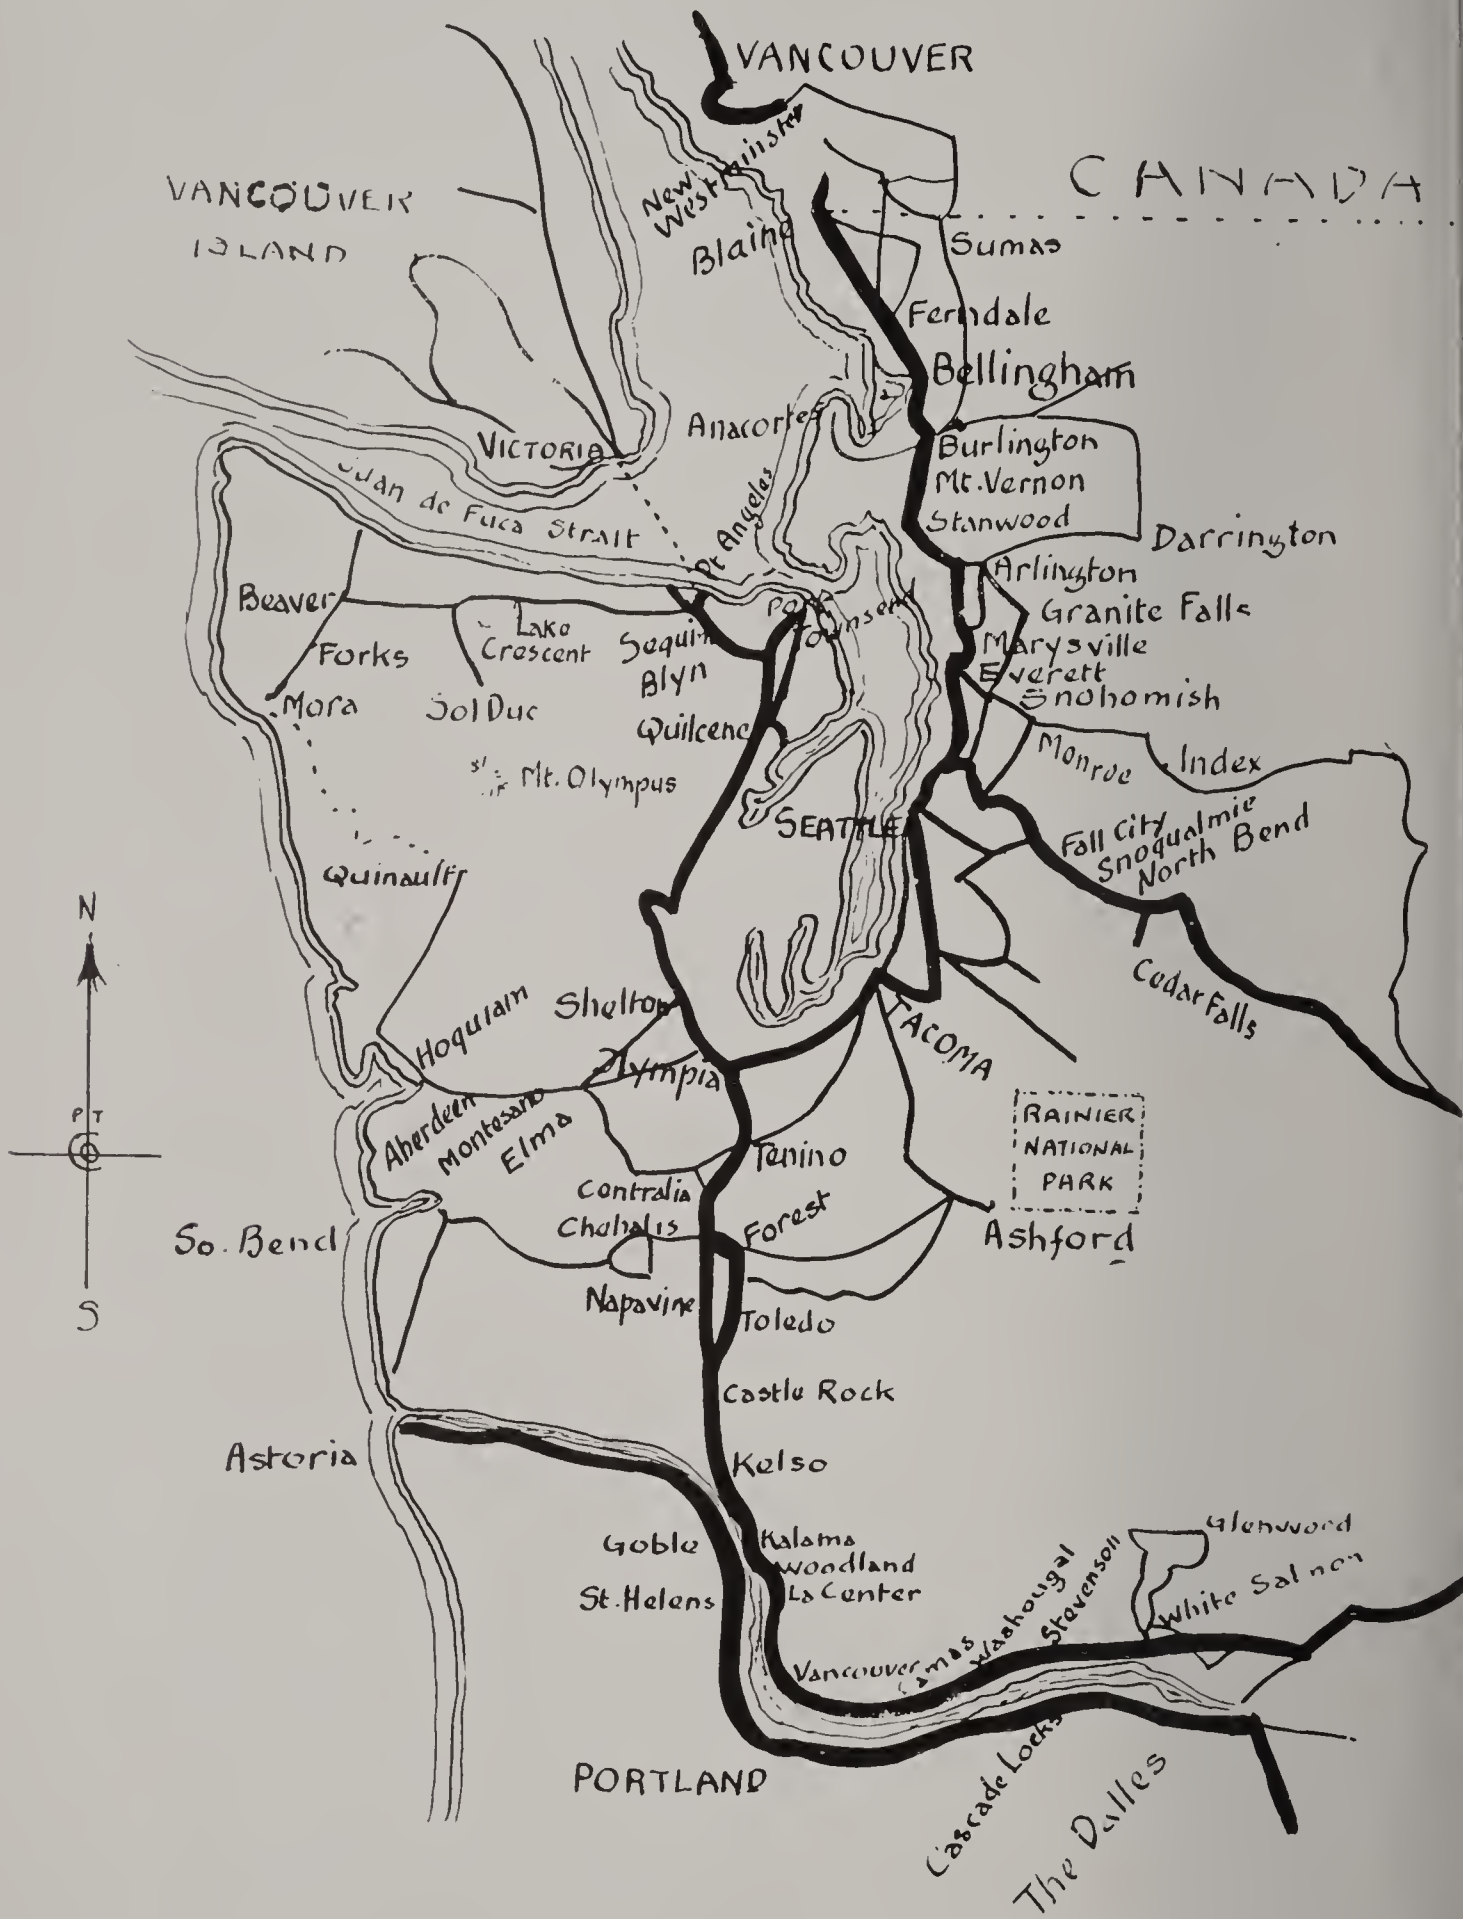 VANCOUVER
CANADA
VANCOUVER
ISLAND
New
Westminster
Blaine
Sumas
Ferndale
Bellingham
Anacortes
VICTORIA
Burlington
Mt. Vernon
Stanwood
Juan de Fuca Strait
Pt Angeles
Darrington
Arlington
Beaver
Port
Townsend
Granite Falls
Lake
Crescent
Forks
Sequim
Blyn
Marysville
Everett
Snohomish
Mora
Sol Duc
Quilcene
Monroe
Index
Mt. Olympus
SEATTLE
Fall City
Snoqualmie
North Bend
Quinault
N
Cedar Falls
Shelton
Hoquiam
TACOMA
Olympia
RAINIER
NATIONAL
PARK
P T
Aberdeen
Montesano
Elma
Tenino
Centralia
Chehalis
Forest
Ashford
So. Bend
S
Napavine
Toledo
Castle Rock
Astoria
Kelso
Goble
Kalama
Woodland
La Center
St. Helens
Glenwood
White Salmon
Stevenson
Washougal
Camas
Vancouver
PORTLAND
Cascade Locks
The Dalles